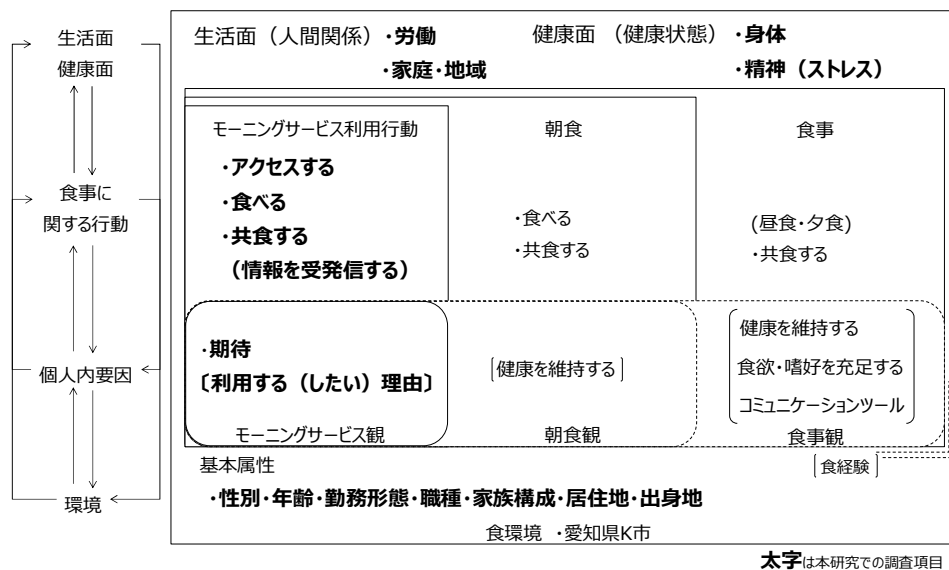 生活面
健康面
食事に
関する行動
個人内要因
環境
生活面（人間関係）・労働
・家庭・地域
健康面 （健康状態）・身体
・精神（ストレス）
モーニングサービス利用行動
・アクセスする
・食べる
・共食する
（情報を受発信する）
朝食
・食べる
・共食する
食事
(昼食・夕食)
・共食する
・期待
〔利用する（したい）理由〕
モーニングサービス観
健康を維持する
朝食観
健康を維持する
食欲・嗜好を充足する
コミュニケーションツール
食事観
食経験
基本属性
・性別・年齢・勤務形態・職種・家族構成・居住地・出身地
食環境 ・愛知県K市
太字は本研究での調査項目